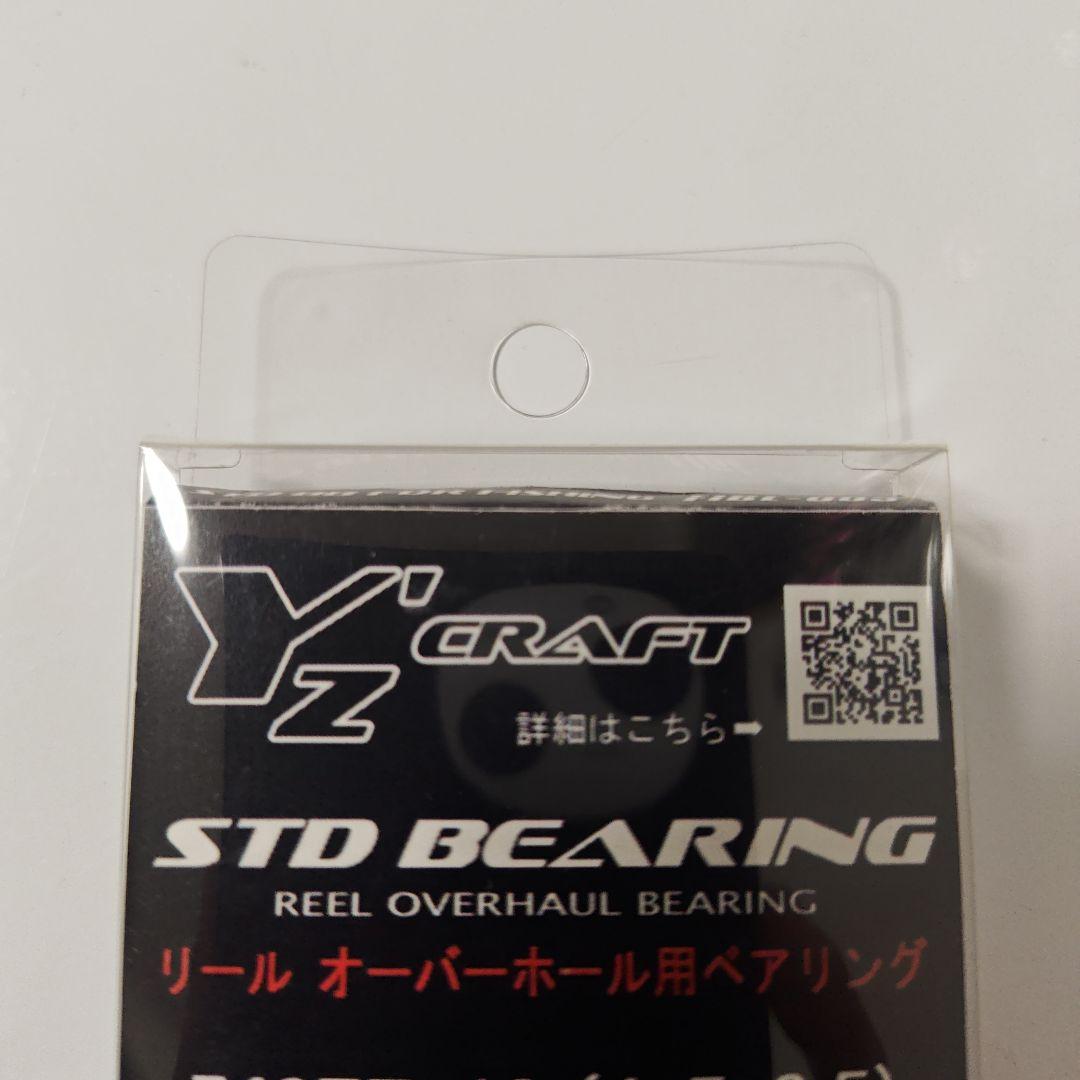 Y'z CRAFT
詳細はこちら➡
STD BEARING
REEL OVERHAUL BEARING
リール オーバーホール用ベアリング